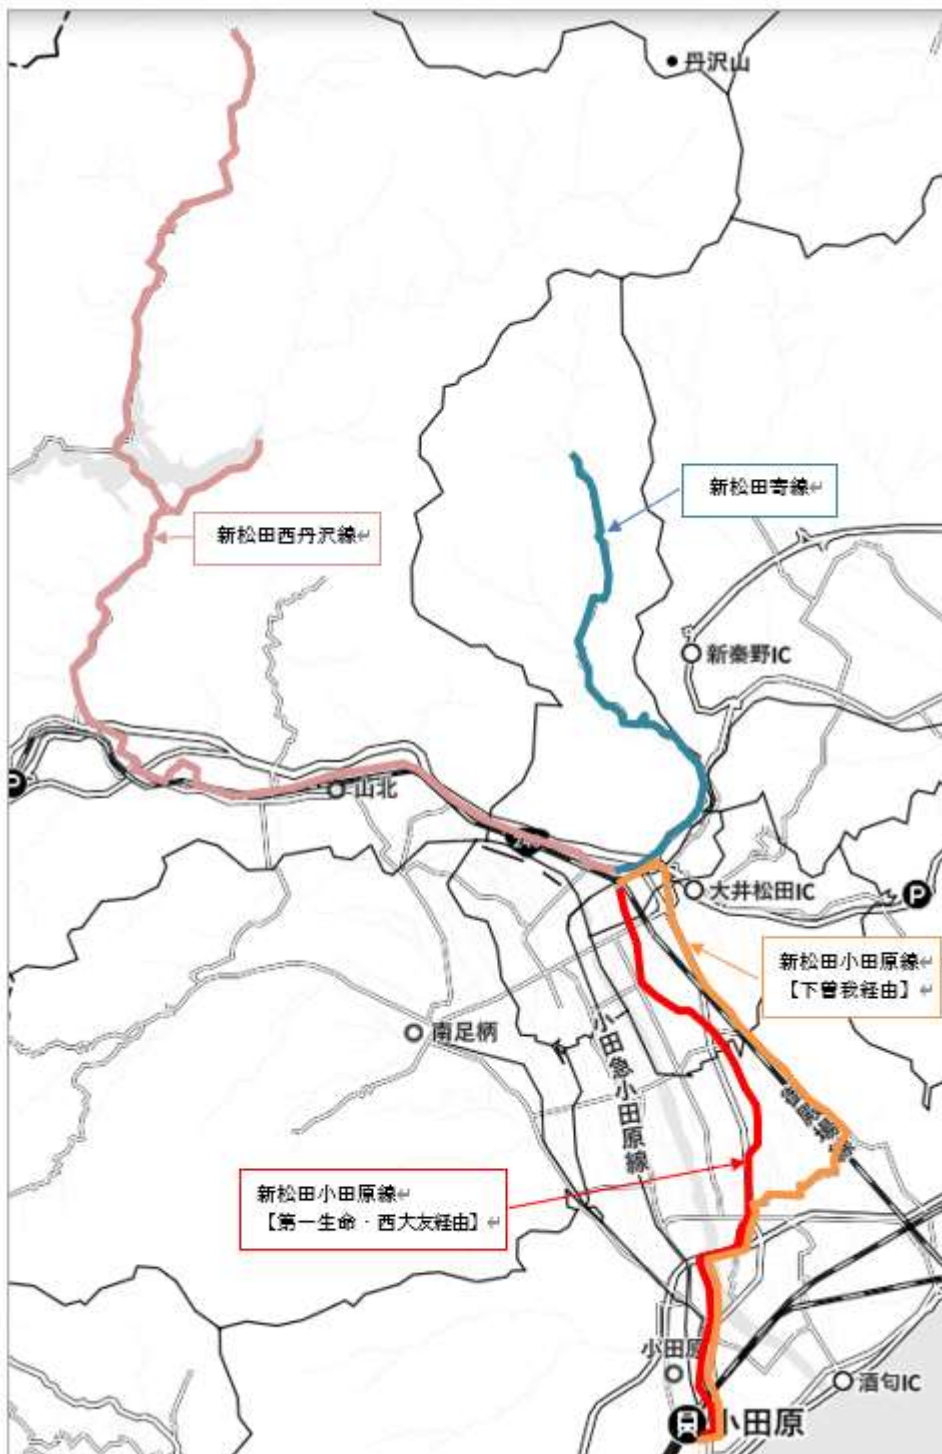 丹沢山
新松田寄線↵
新松田西丹沢線↵
新秦野IC
P
山北
大井松田IC
P
新松田小田原線↵
【下曽我経由】↵
南足柄
小田急小田原線
御殿場線
新松田小田原線↵
【第一生命・西大友経由】↵
小田原
酒匂IC
小田原